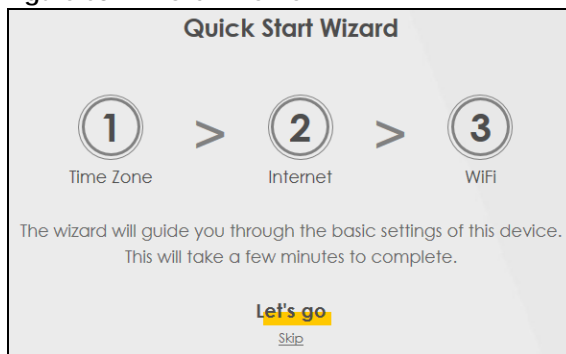 Quick Start Wizard
1 > 2 > 3
Time Zone Internet WiFi
The wizard will guide you through the basic settings of this device.
This will take a few minutes to complete.
Let's go
Skip